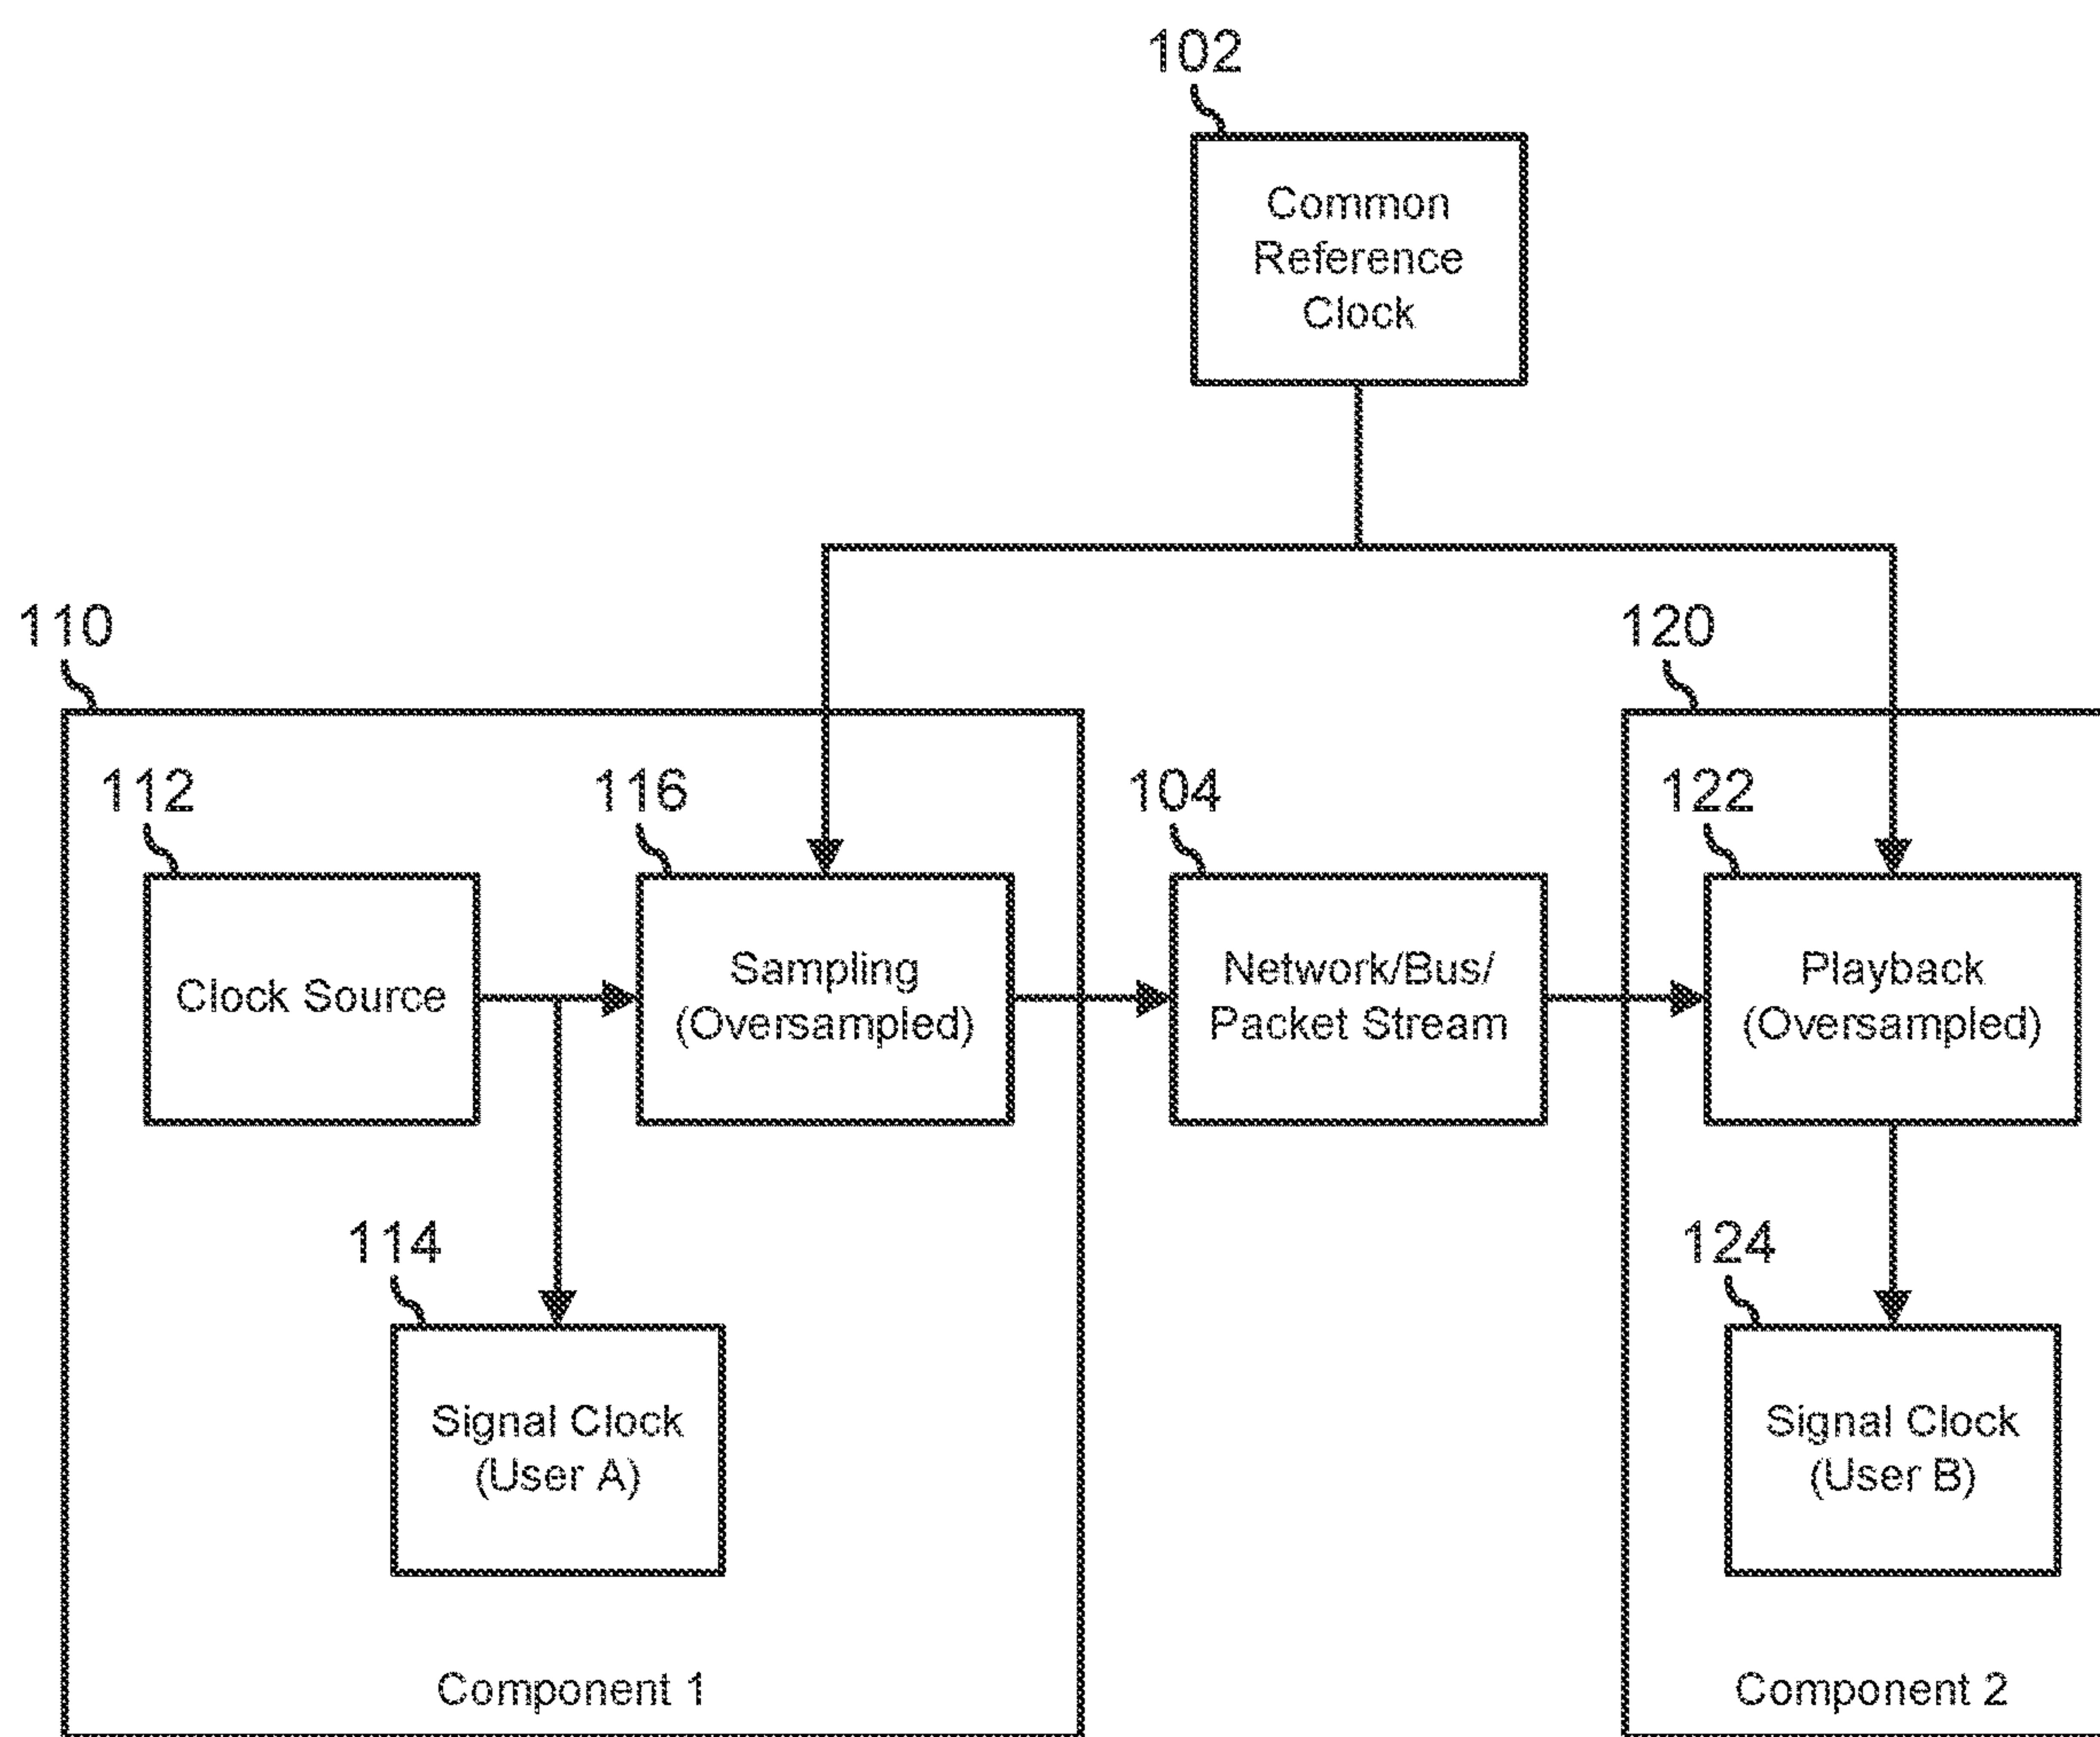 102
Common
Reference
Clock
110
120
112
116
104
122
Clock Source
Sampling
(Oversampled)
Network/Bus/
Packet Stream
Playback
(Oversampled)
114
124
Signal Clock
(User A)
Signal Clock
(User B)
Component 1
Component 2